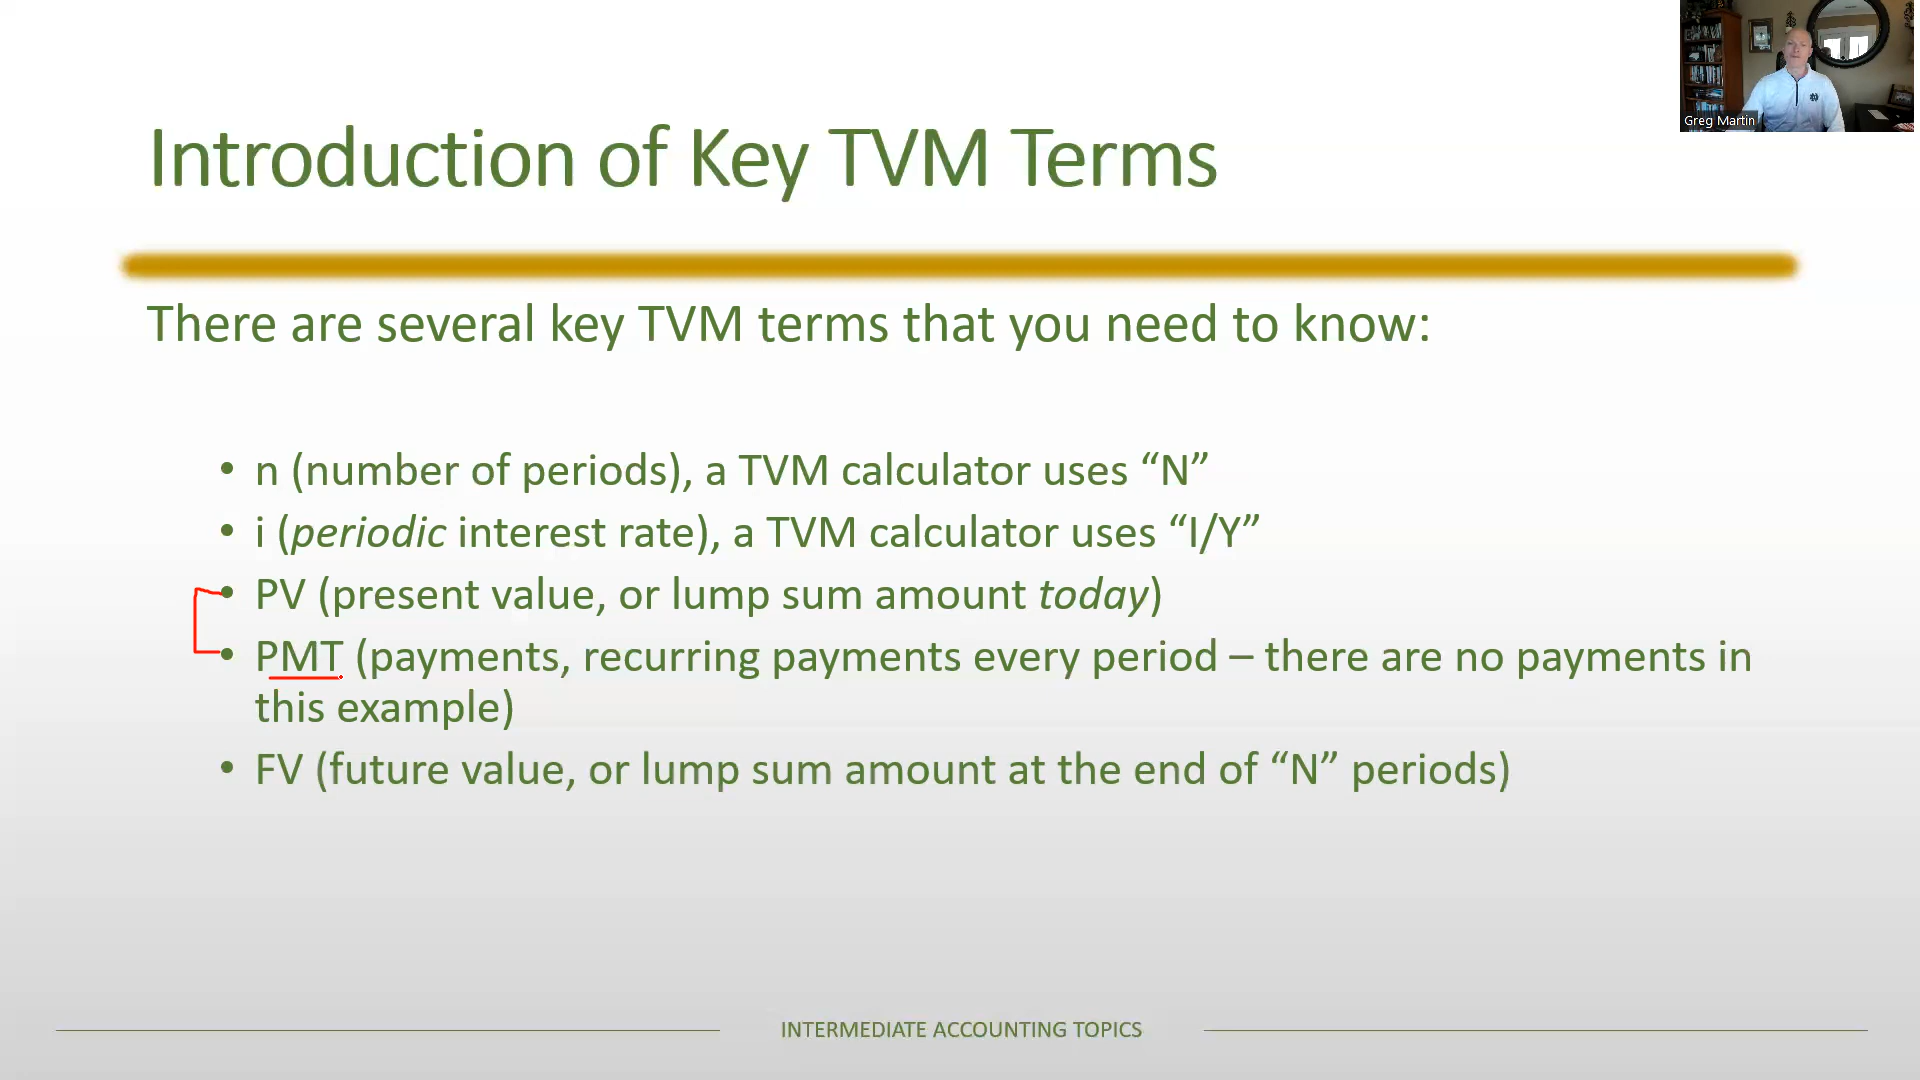 Greg Martin
Introduction of Key TVM Terms
There are several key TVM terms that you need to know:
• n (number of periods), a TVM calculator uses “N”
• i (periodic interest rate), a TVM calculator uses “I/Y”
• PV (present value, or lump sum amount today)
• PMT (payments, recurring payments every period – there are no payments in
this example)
• FV (future value, or lump sum amount at the end of “N” periods)
INTERMEDIATE ACCOUNTING TOPICS